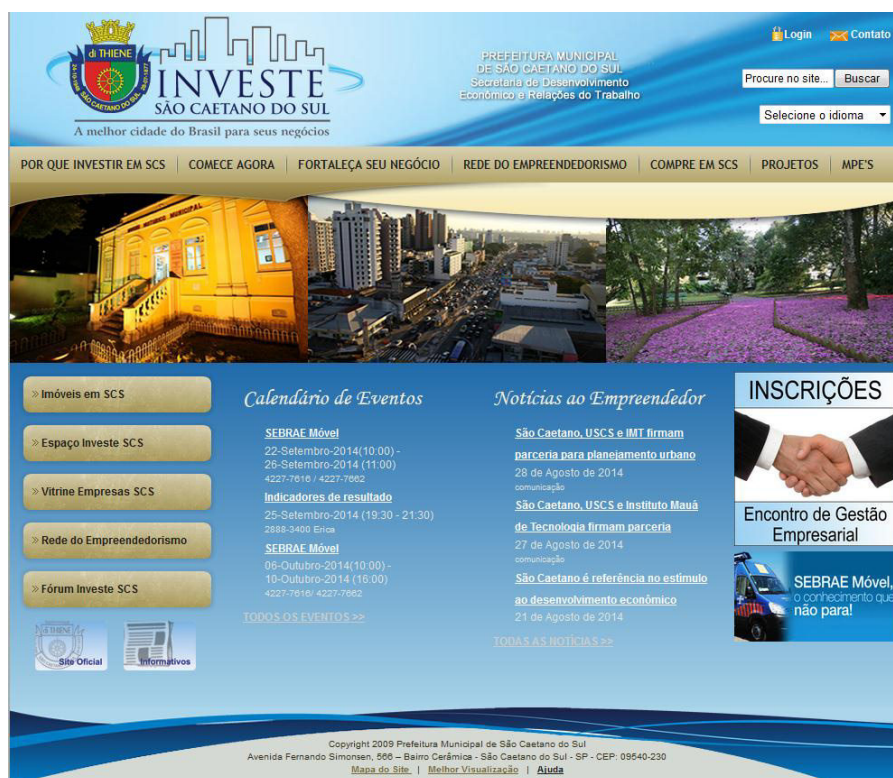 Login
Contato
di THIENE
INVESTE
SÃO CAETANO DO SUL
A melhor cidade do Brasil para seus negócios
PREFEITURA MUNICIPAL
DE SÃO CAETANO DO SUL
Secretaria de Desenvolvimento
Econômico e Relações do Trabalho
Procure no site...
Buscar
Selecione o idioma
POR QUE INVESTIR EM SCS
COMECE AGORA
FORTALEÇA SEU NEGÓCIO
REDE DO EMPREENDEDORISMO
COMPRE EM SCS
PROJETOS
MPE'S
» Imóveis em SCS
» Espaço Investe SCS
» Vitrine Empresas SCS
» Rede do Empreendedorismo
» Fórum Investe SCS
Site Oficial
Informativos
Calendário de Eventos
SEBRAE Móvel
22-Setembro-2014(10:00) -
26-Setembro-2014 (11:00)
4227-7616 / 4227-7662
Indicadores de resultado
25-Setembro-2014 (19:30 - 21:30)
2888-3400 Erica
SEBRAE Móvel
06-Outubro-2014(10:00) -
10-Outubro-2014 (16:00)
4227-7616/ 4227-7662
TODOS OS EVENTOS >>
Notícias ao Empreendedor
São Caetano, USCS e IMT firmam
parceria para planejamento urbano
28 de Agosto de 2014
comunicação
São Caetano, USCS e Instituto Mauá
de Tecnologia firmam parceria
27 de Agosto de 2014
comunicação
São Caetano é referência no estímulo
ao desenvolvimento econômico
21 de Agosto de 2014
TODAS AS NOTÍCIAS >>
INSCRIÇÕES
Encontro de Gestão
Empresarial
SEBRAE Móvel,
o conhecimento que
não para!
Copyright 2009 Prefeitura Municipal de São Caetano do Sul
Avenida Fernando Simonsen, 566 – Bairro Cerâmica - São Caetano do Sul - SP - CEP: 09540-230
Mapa do Site | Melhor Visualização | Ajuda